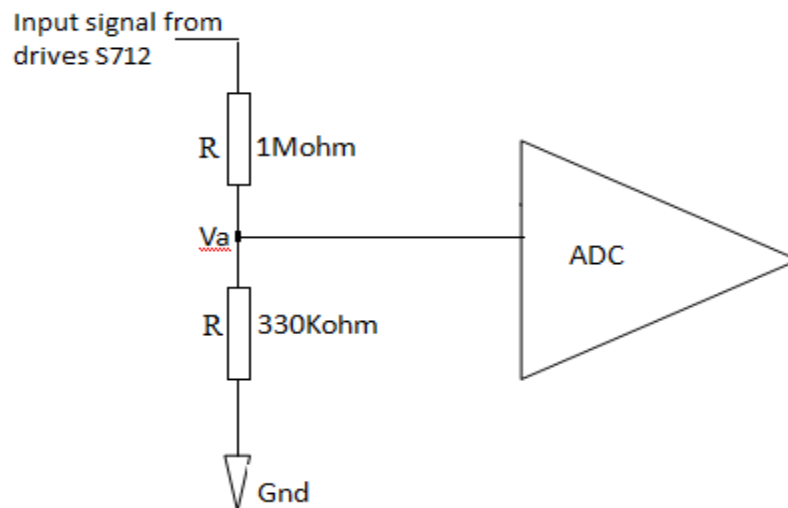 Input signal from
drives S712
R 1Mohm
Va
ADC
R 330Kohm
Gnd